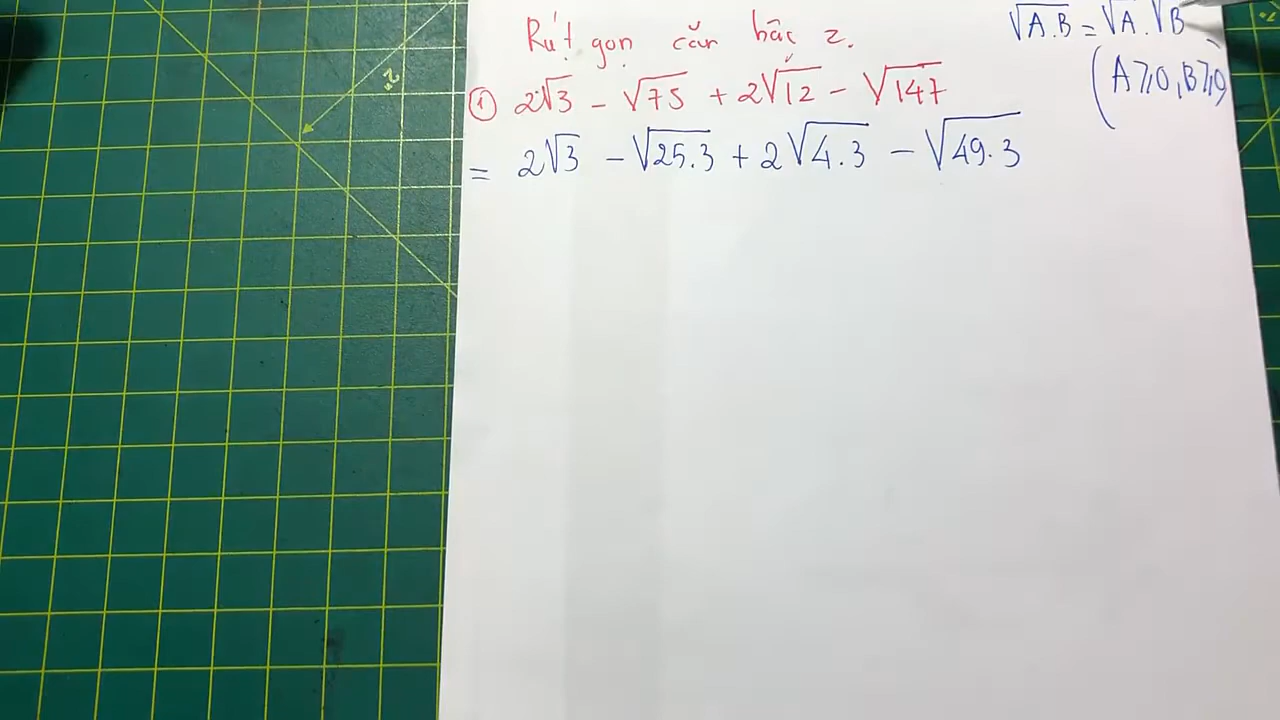 Rút gọn căn bậc 2.
√A.B = √A.√B
(A⩾0, B⩾0
① 2√3 - √75 + 2√12 - √147
= 2√3 - √25.3 + 2√4.3 - √49.3